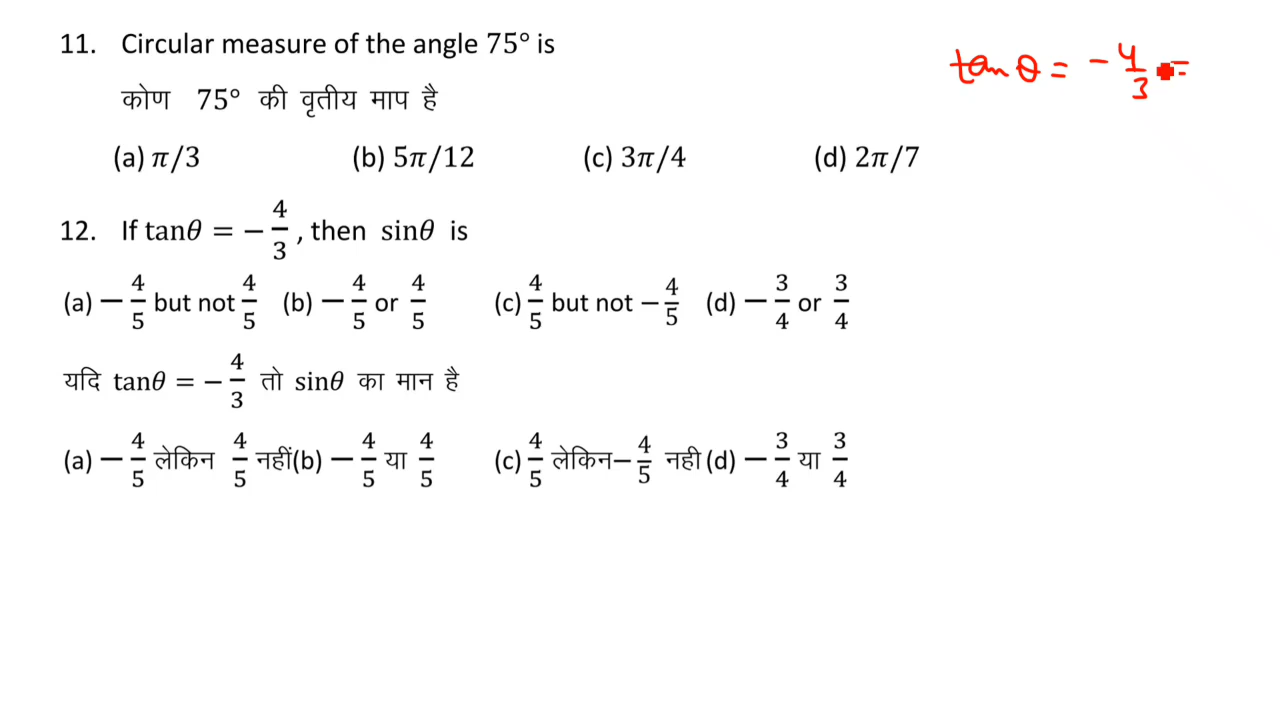 11. Circular measure of the angle 75° is
tan θ = - 4/3 =
कोण 75° की वृतीय माप है
(a) π/3 (b) 5π/12 (c) 3π/4 (d) 2π/7
12. If tanθ = − 4/3 , then sinθ is
(a) − 4/5 but not 4/5 (b) − 4/5 or 4/5 (c) 4/5 but not − 4/5 (d) − 3/4 or 3/4
यदि tanθ = − 4/3 तो sinθ का मान है
(a) − 4/5 लेकिन 4/5 नहीं(b) − 4/5 या 4/5 (c) 4/5 लेकिन− 4/5 नही (d) − 3/4 या 3/4